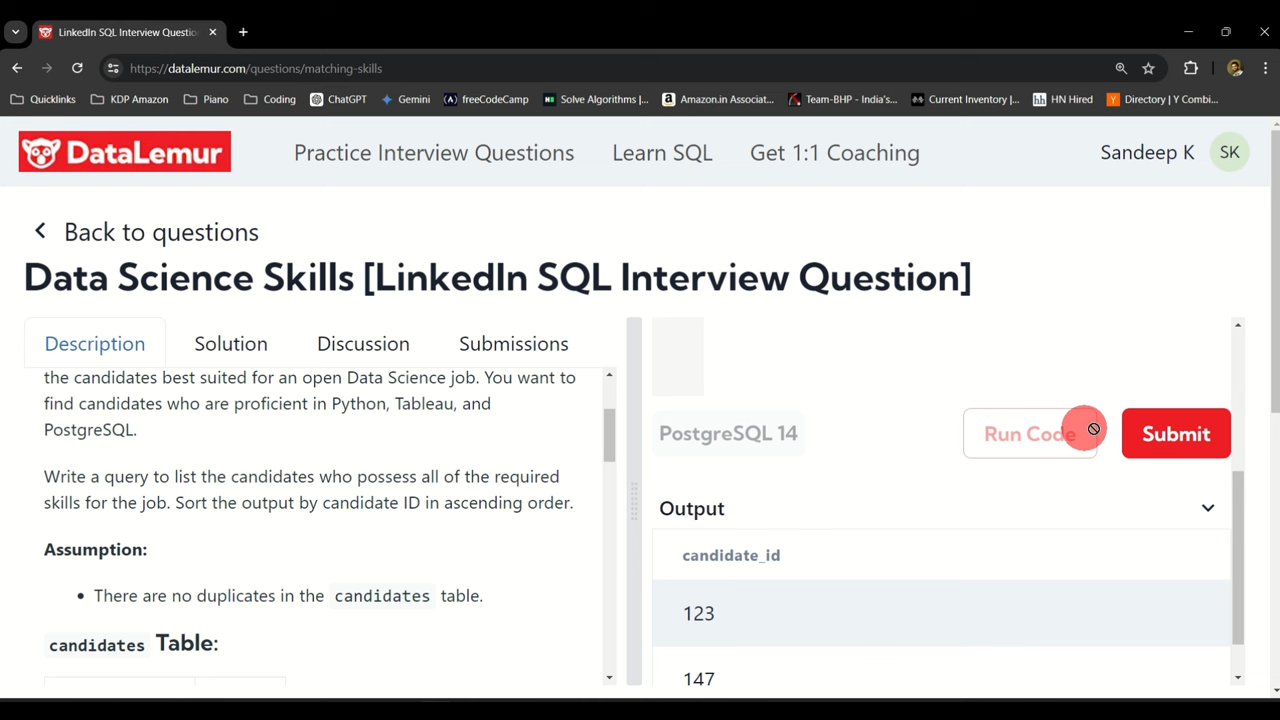 LinkedIn SQL Interview Questio
https://datalemur.com/questions/matching-skills
Quicklinks KDP Amazon Piano Coding ChatGPT Gemini freeCodeCamp Solve Algorithms |... Amazon.in Associat... Team-BHP - India's... Current Inventory |... HN Hired Directory | Y Combi...
DataLemur Practice Interview Questions Learn SQL Get 1:1 Coaching Sandeep K SK
Back to questions
Data Science Skills [LinkedIn SQL Interview Question]
Description Solution Discussion Submissions
the candidates best suited for an open Data Science job. You want to
find candidates who are proficient in Python, Tableau, and
PostgreSQL.
Write a query to list the candidates who possess all of the required
skills for the job. Sort the output by candidate ID in ascending order.
Assumption:
• There are no duplicates in the candidates table.
candidates Table:
PostgreSQL 14 Run Code Submit
Output
candidate_id
123
147